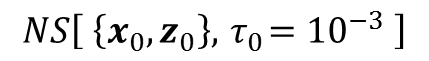 NS[ {x₀, z₀}, τ₀ = 10⁻³ ]